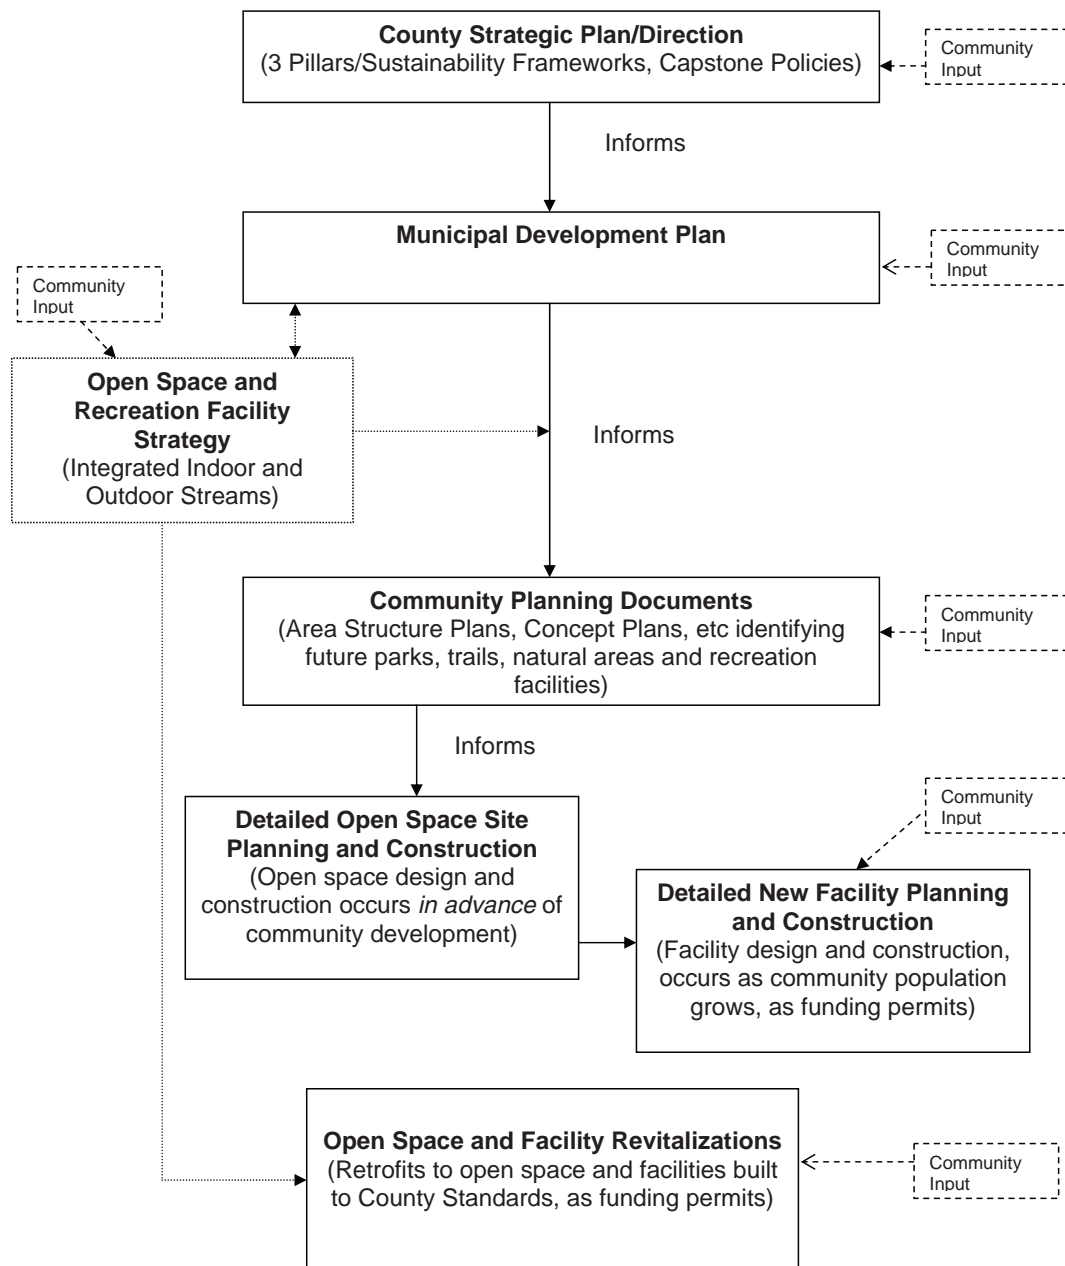 County Strategic Plan/Direction
(3 Pillars/Sustainability Frameworks, Capstone Policies)
Community
Input
Informs
Municipal Development Plan
Community
Input
Community
Input
Open Space and
Recreation Facility
Strategy
(Integrated Indoor and
Outdoor Streams)
Informs
Community Planning Documents
(Area Structure Plans, Concept Plans, etc identifying
future parks, trails, natural areas and recreation
facilities)
Community
Input
Informs
Detailed Open Space Site
Planning and Construction
(Open space design and
construction occurs in advance of
community development)
Community
Input
Detailed New Facility Planning
and Construction
(Facility design and construction,
occurs as community population
grows, as funding permits)
Open Space and Facility Revitalizations
(Retrofits to open space and facilities built
to County Standards, as funding permits)
Community
Input